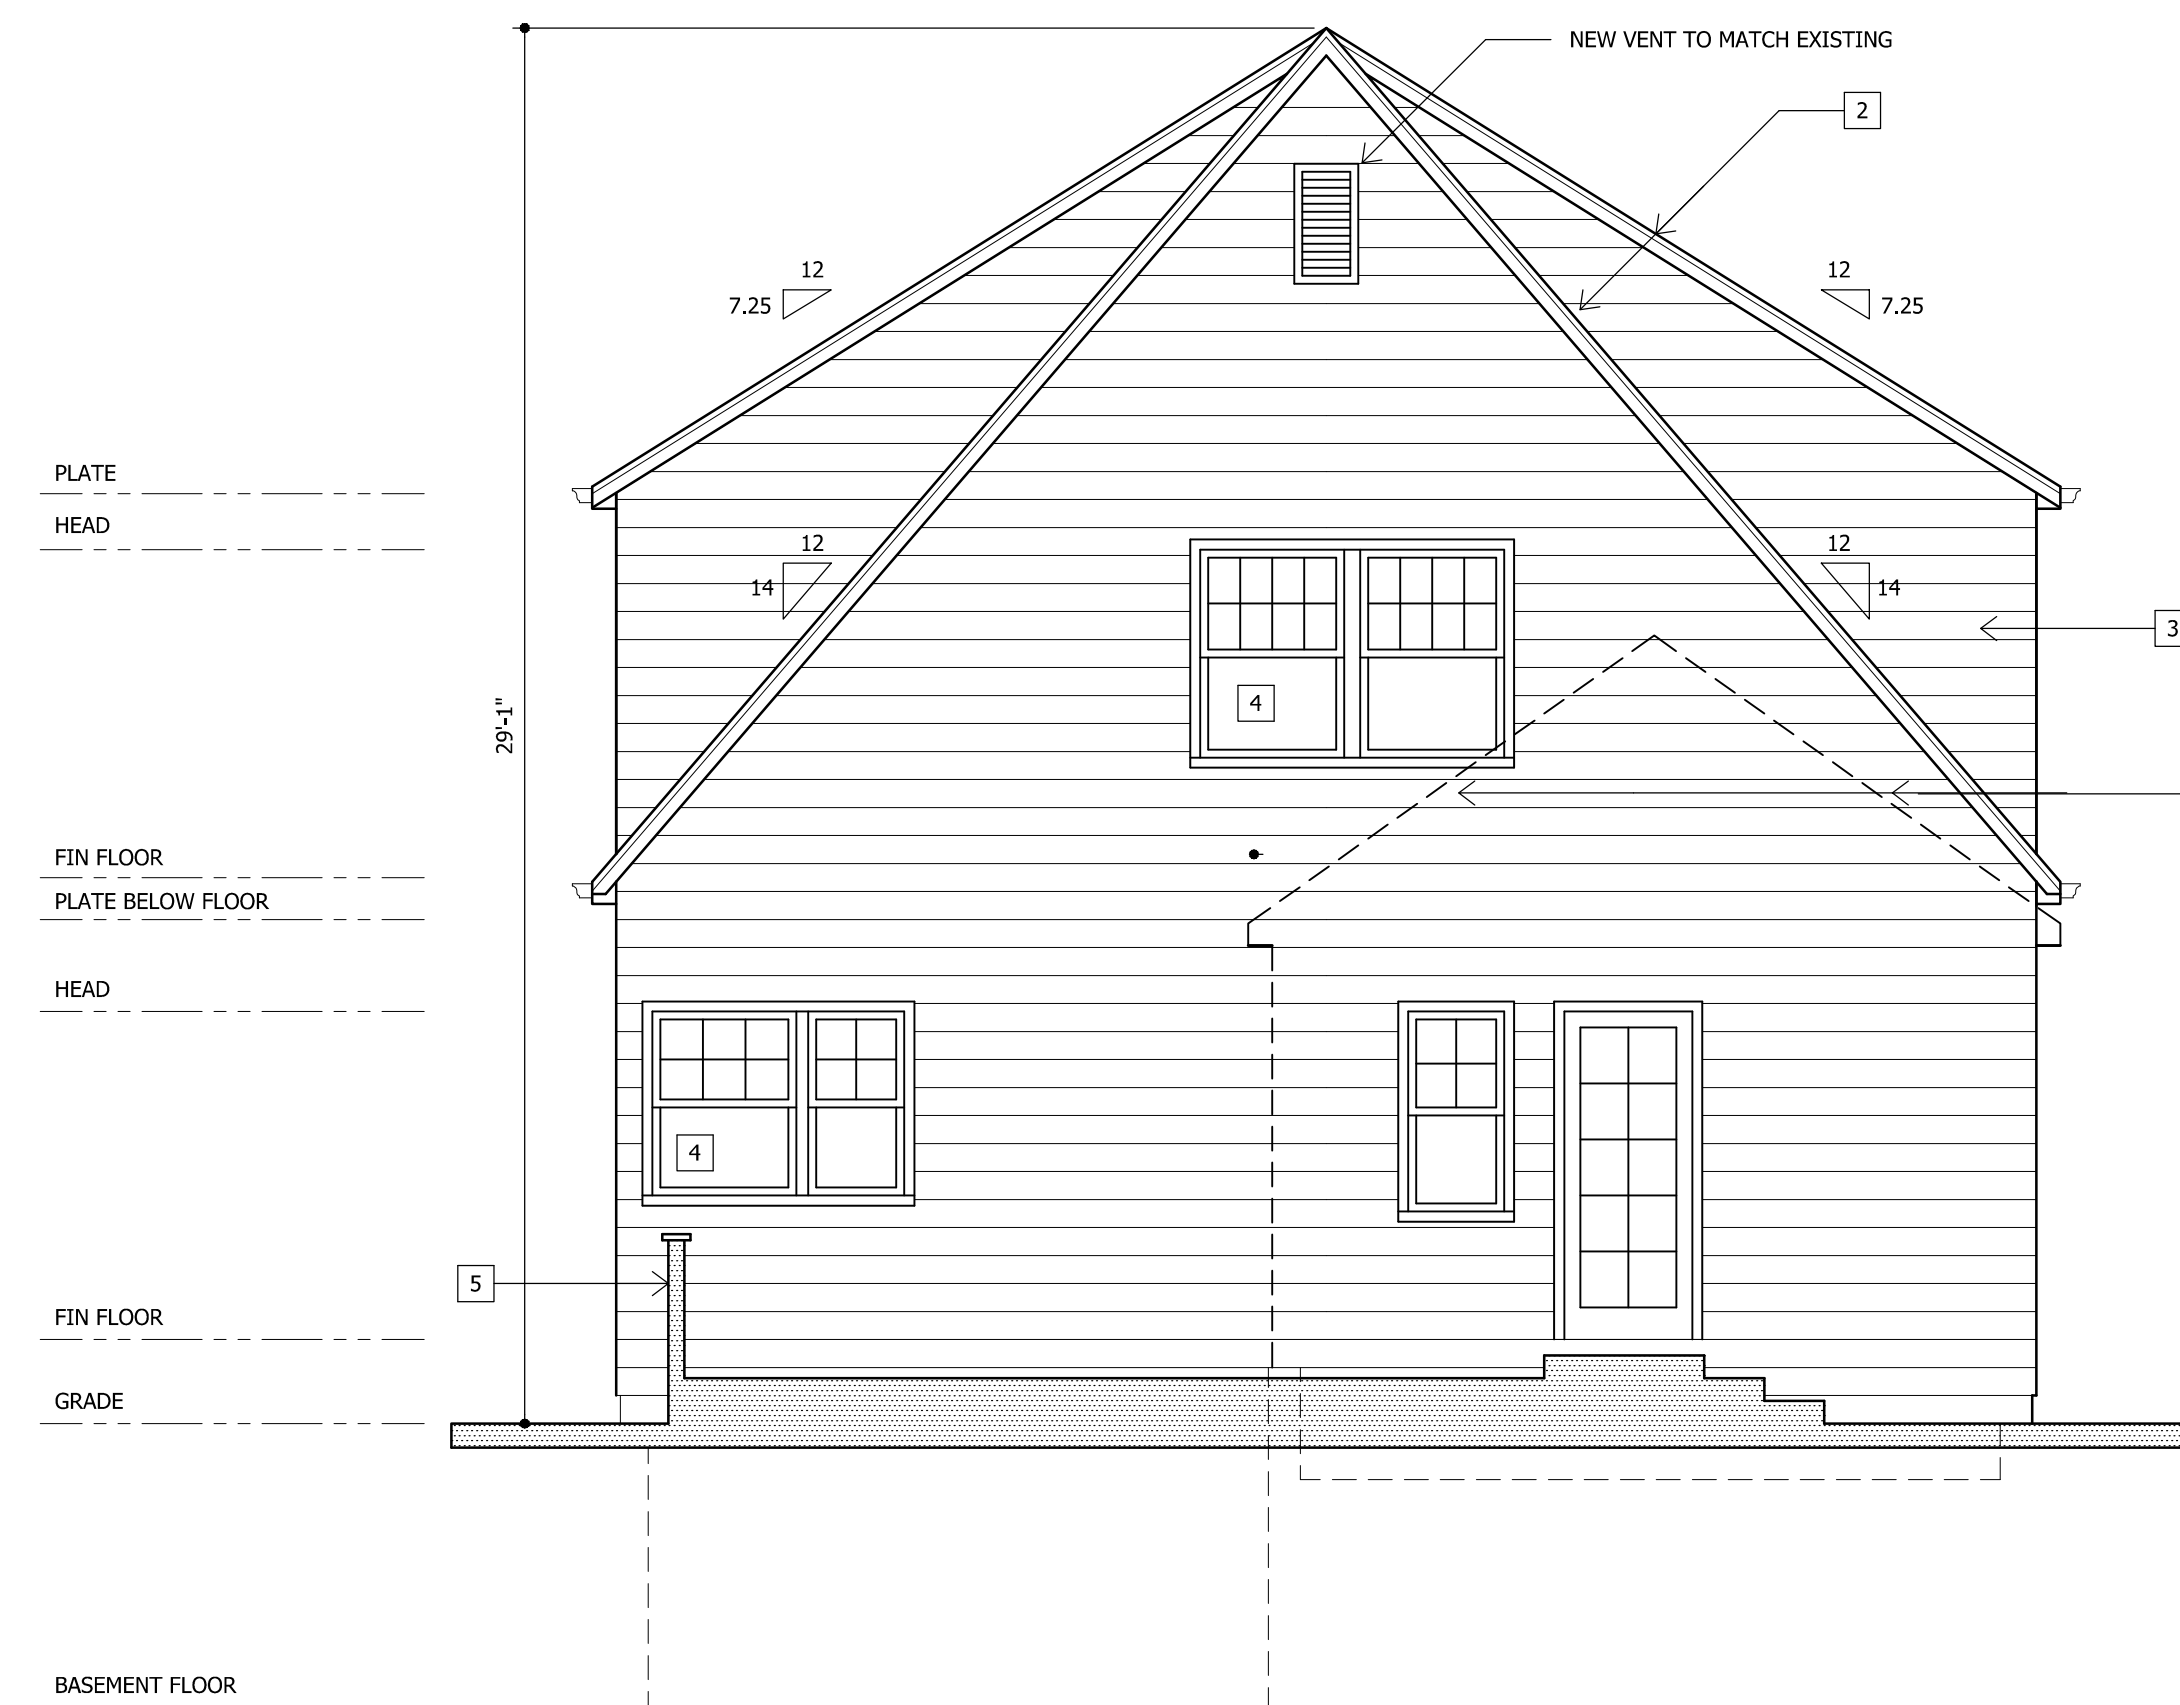 NEW VENT TO MATCH EXISTING
2
12
7.25
12
7.25
PLATE
HEAD
12
14
12
14
3
4
29'-1"
FIN FLOOR
PLATE BELOW FLOOR
HEAD
4
5
FIN FLOOR
GRADE
BASEMENT FLOOR